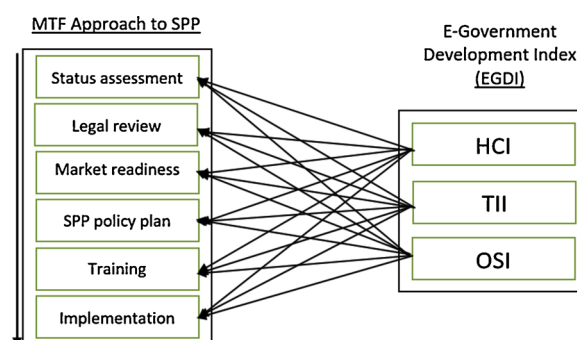 MTF Approach to SPP
Status assessment
Legal review
Market readiness
SPP policy plan
Training
Implementation
E-Government
Development Index
(EGDI)
HCI
TII
OSI